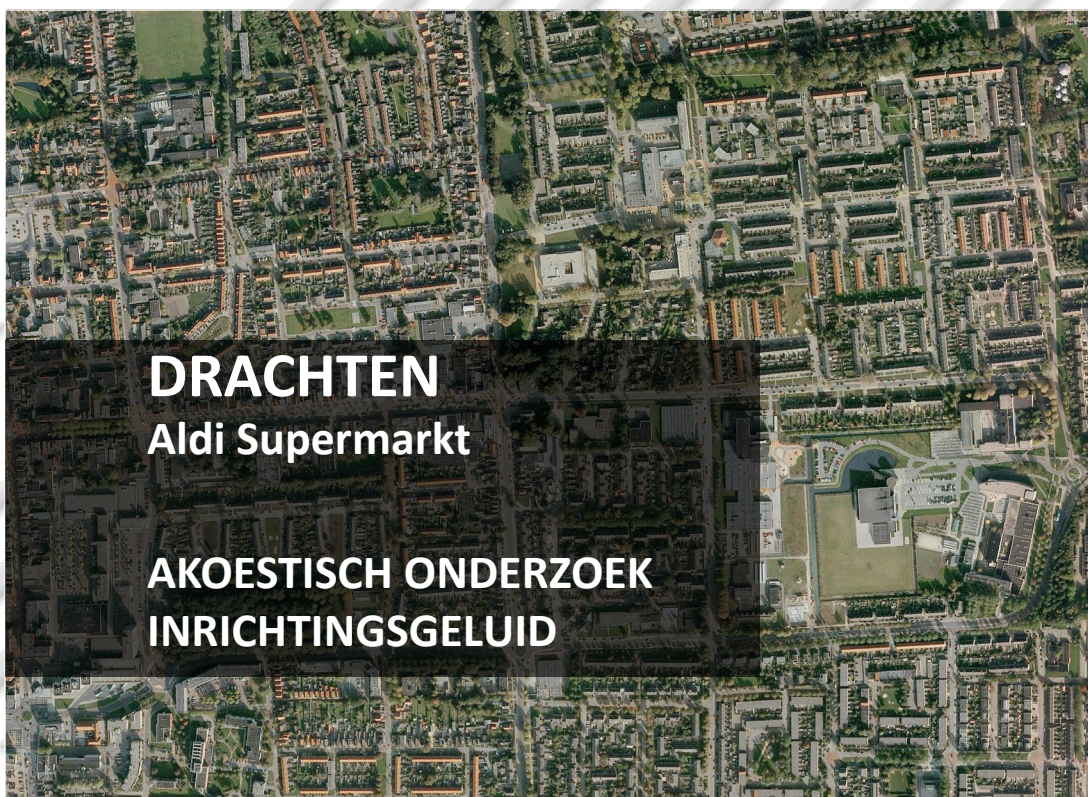 DRACHTEN
Aldi Supermarkt
AKOESTISCH ONDERZOEK
INRICHTINGSGELUID